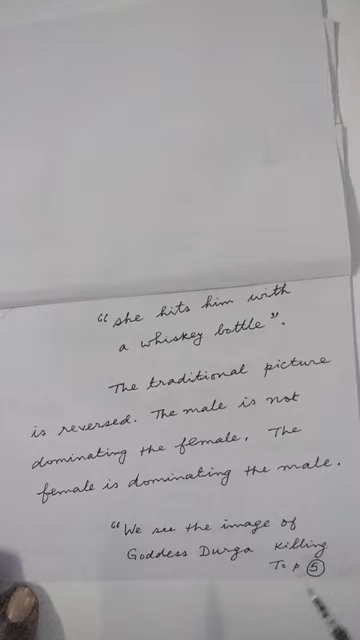 "she hits him with
a whiskey bottle".
The traditional picture
is reversed. The male is not
dominating the female. The
female is dominating the male.
"We see the image of
Goddess Durga killing
To p 5